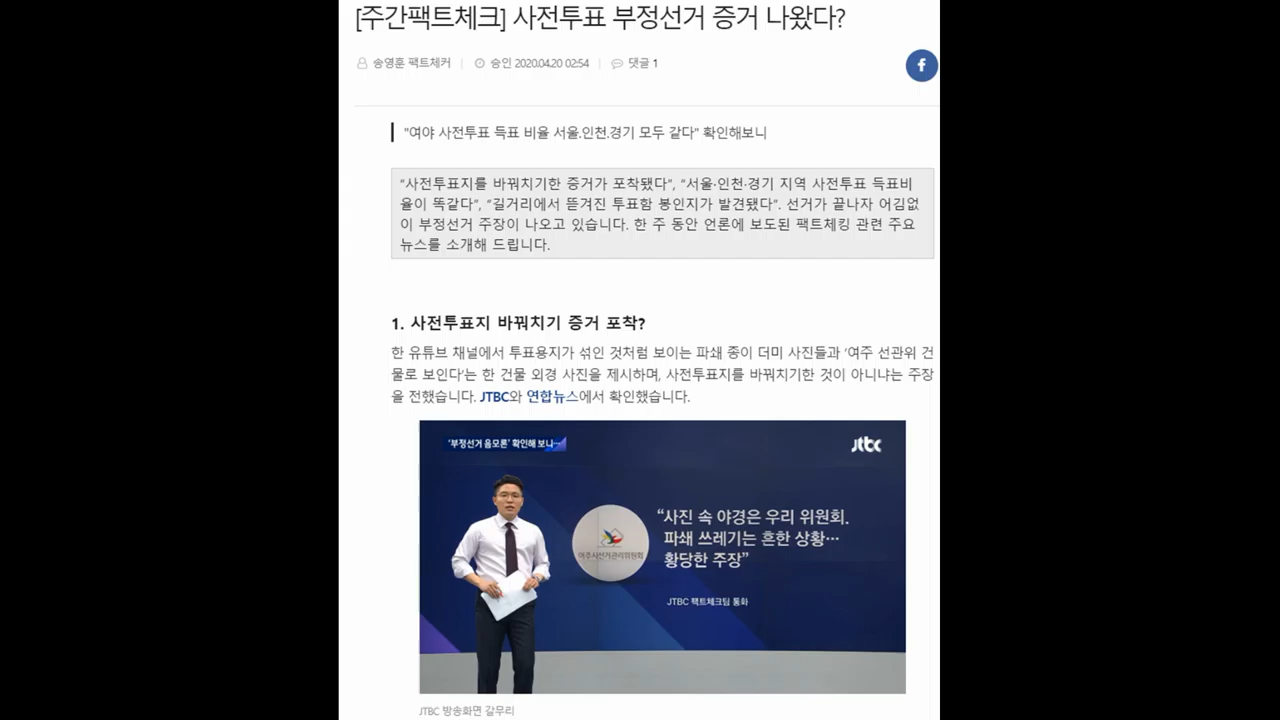 [주간팩트체크] 사전투표 부정선거 증거 나왔다?
송영훈 팩트체커 승인 2020.04.20 02:54 댓글 1
f
"여야 사전투표 득표 비율 서울.인천.경기 모두 같다" 확인해보니
“사전투표지를 바꿔치기한 증거가 포착됐다”, “서울·인천·경기 지역 사전투표 득표비
율이 똑같다”, “길거리에서 뜯겨진 투표함 봉인지가 발견됐다”. 선거가 끝나자 어김없
이 부정선거 주장이 나오고 있습니다. 한 주 동안 언론에 보도된 팩트체킹 관련 주요
뉴스를 소개해 드립니다.
1. 사전투표지 바꿔치기 증거 포착?
한 유튜브 채널에서 투표용지가 섞인 것처럼 보이는 파쇄 종이 더미 사진들과 ‘여주 선관위 건
물로 보인다’는 한 건물 외경 사진을 제시하며, 사전투표지를 바꿔치기한 것이 아니냐는 주장
을 전했습니다. JTBC와 연합뉴스에서 확인했습니다.
‘부정선거 음모론’ 확인해 보니…
jtbc
“사진 속 야경은 우리 위원회.
파쇄 쓰레기는 흔한 상황…
황당한 주장”
여주시선거관리위원회
JTBC 팩트체크팀 통화
JTBC 방송화면 갈무리